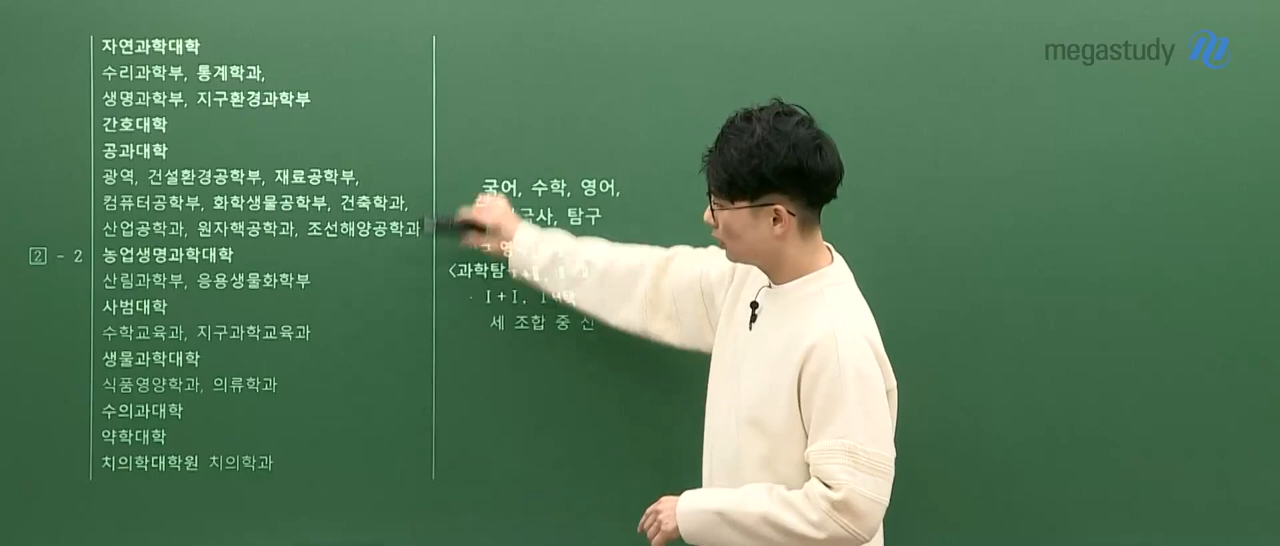 megastudy
자연과학대학
수리과학부, 통계학과,
생명과학부, 지구환경과학부
간호대학
공과대학
광역, 건설환경공학부, 재료공학부,
컴퓨터공학부, 화학생물공학부, 건축학과,
산업공학과, 원자핵공학과, 조선해양공학과
2 - 2
농업생명과학대학
산림과학부, 응용생물화학부
사범대학
수학교육과, 지구과학교육과
생활과학대학
식품영양학과, 의류학과
수의과대학
약학대학
치의학대학원 치의학과
국어, 수학, 영어,
탐구
<과학탐
I+I,
세 조합 중